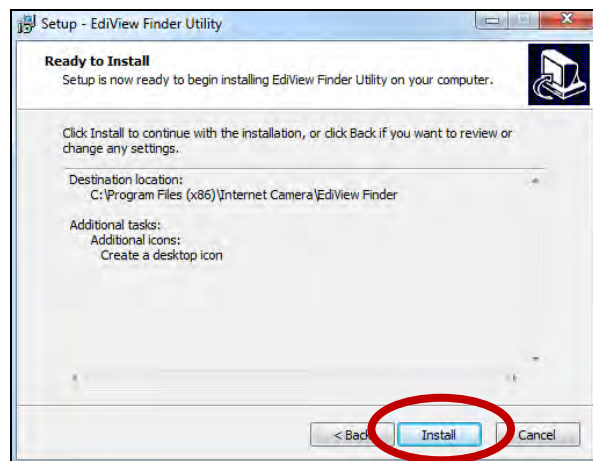 Setup - EdiView Finder Utility
Ready to Install
Setup is now ready to begin installing EdiView Finder Utility on your computer.
Click Install to continue with the installation, or click Back if you want to review or
change any settings.
Destination location:
C:\Program Files (x86)\Internet Camera\EdiView Finder
Additional tasks:
Additional icons:
Create a desktop icon
< Back Install Cancel